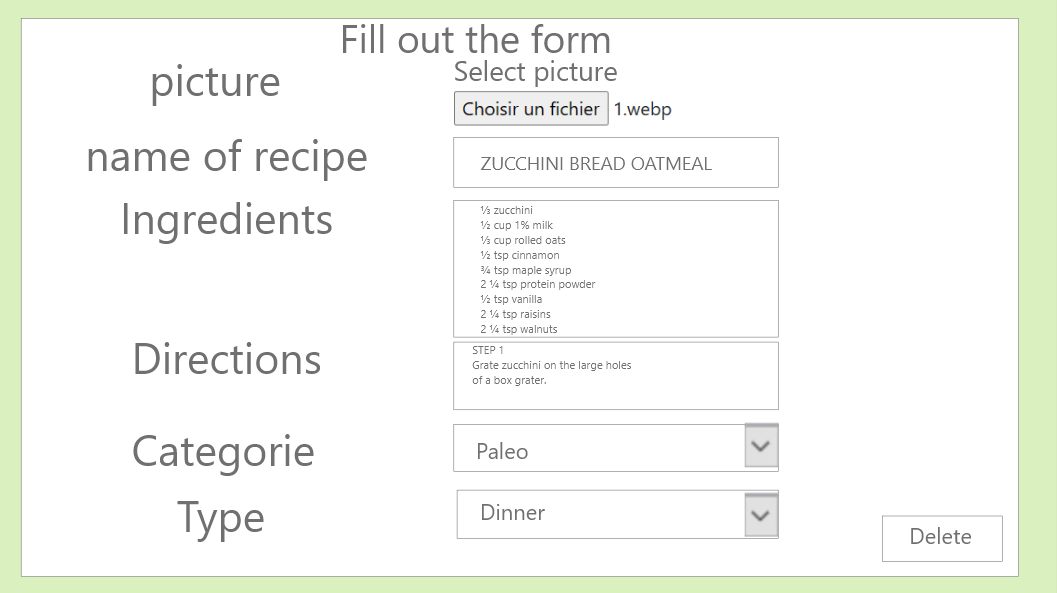 Fill out the form
picture
Select picture
Choisir un fichier 1.webp
name of recipe
ZUCCHINI BREAD OATMEAL
Ingredients
⅓ zucchini
½ cup 1% milk
⅓ cup rolled oats
½ tsp cinnamon
¾ tsp maple syrup
2 ¼ tsp protein powder
½ tsp vanilla
2 ¼ tsp raisins
2 ¼ tsp walnuts
Directions
STEP 1
Grate zucchini on the large holes
of a box grater.
Categorie
Paleo
Type
Dinner
Delete